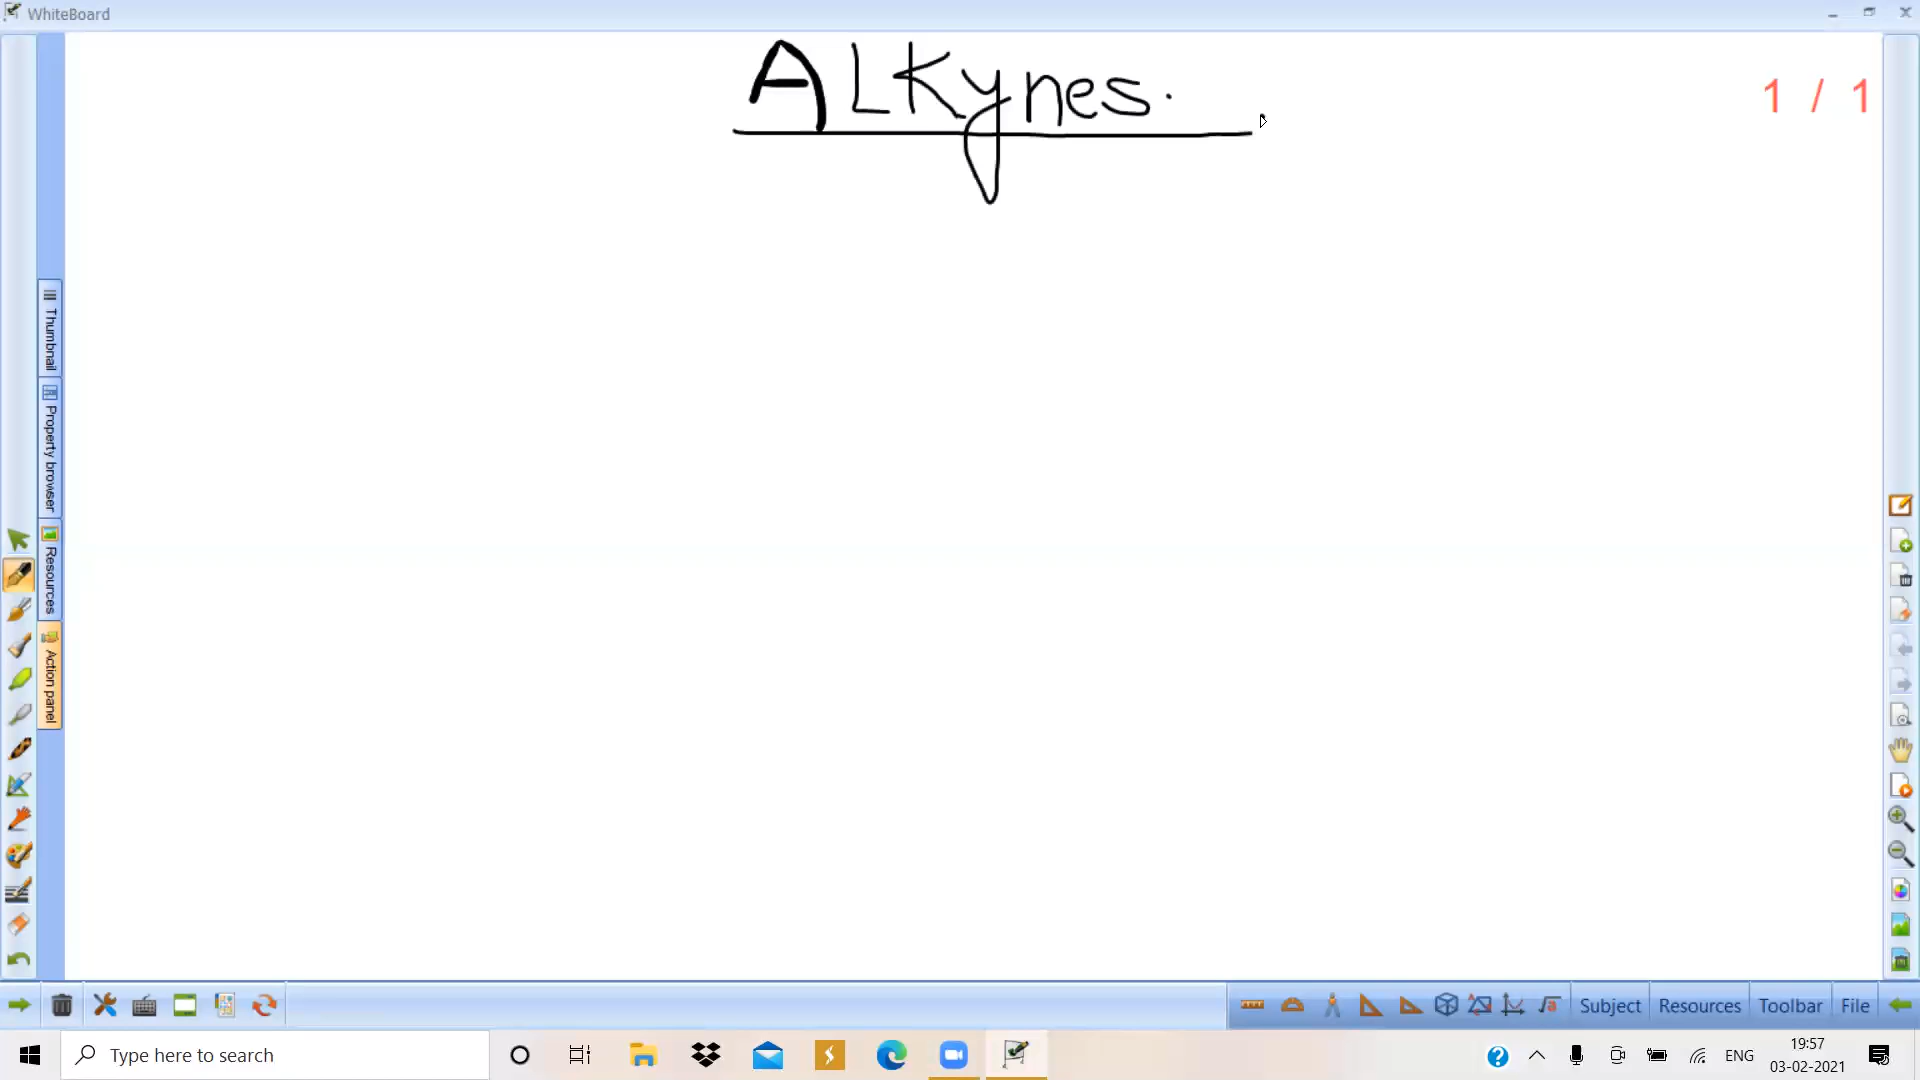 WhiteBoard
ALKynes.
1 / 1
Thumbnail
Property browser
Resources
Action panel
Subject
Resources
Toolbar
File
Type here to search
ENG
19:57
03-02-2021